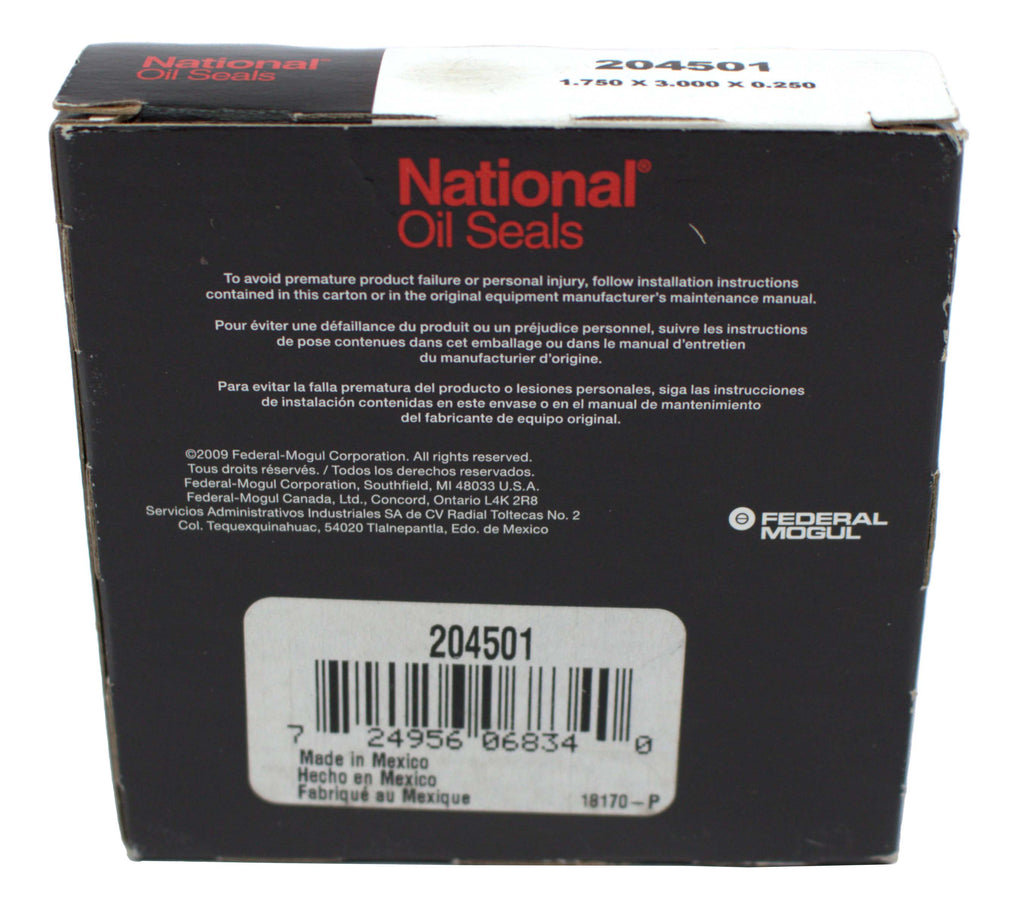 National
Oil Seals
204501
1.750 X 3.000 X 0.250
National®
Oil Seals
To avoid premature product failure or personal injury, follow installation instructions
contained in this carton or in the original equipment manufacturer's maintenance manual.
Pour éviter une défaillance du produit ou un préjudice personnel, suivre les instructions
de pose contenues dans cet emballage ou dans le manuel d'entretien
du manufacturier d'origine.
Para evitar la falla prematura del producto o lesiones personales, siga las instrucciones
de instalación contenidas en este envase o en el manual de mantenimiento
del fabricante de equipo original.
©2009 Federal-Mogul Corporation. All rights reserved.
Tous droits réservés. / Todos los derechos reservados.
Federal-Mogul Corporation, Southfield, MI 48033 U.S.A.
Federal-Mogul Canada, Ltd., Concord, Ontario L4K 2R8
Servicios Administrativos Industriales SA de CV Radial Toltecas No. 2
Col. Tequexquinahuac, 54020 Tlalnepantla, Edo. de Mexico
FEDERAL
MOGUL
204501
7 24956 06834 0
Made in Mexico
Hecho en Mexico
Fabriqué au Mexique
18170-P